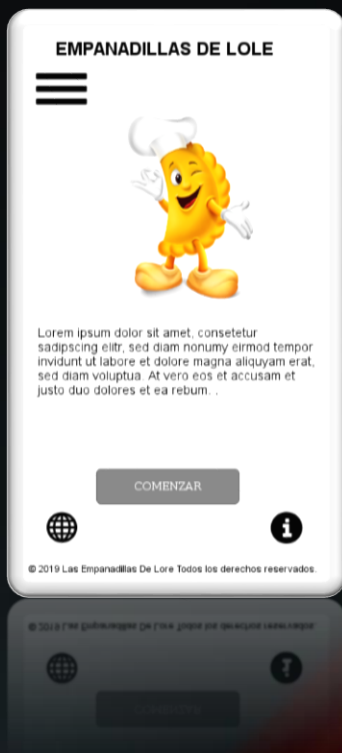 EMPANADILLAS DE LOLE
Lorem ipsum dolor sit amet, consetetur
sadipscing elitr, sed diam nonumy eirmod tempor
invidunt ut labore et dolore magna aliquyam erat,
sed diam voluptua. At vero eos et accusam et
justo duo dolores et ea rebum. .
COMENZAR
© 2019 Las Empanadillas De Lore Todos los derechos reservados.